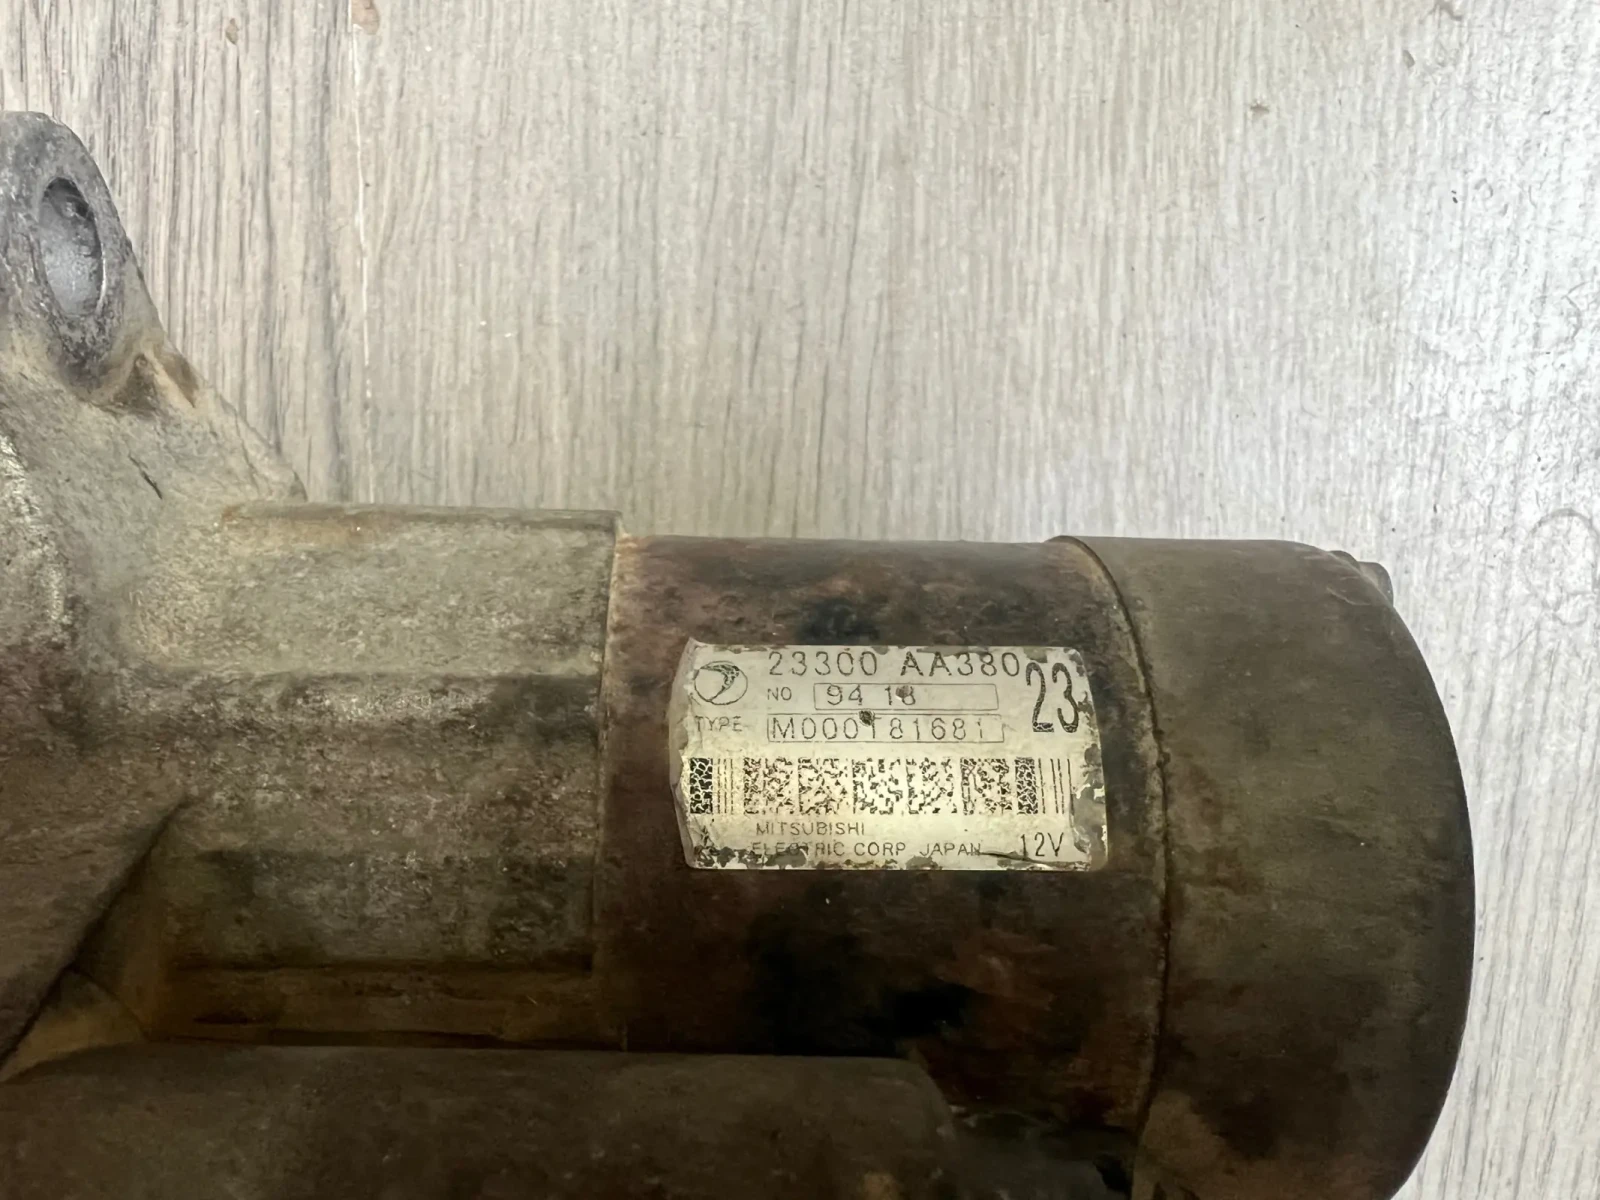 23300 AA380 23
NO 94 18
TYPE M000T81681
MITSUBISHI
ELECTRIC CORP JAPAN 12V